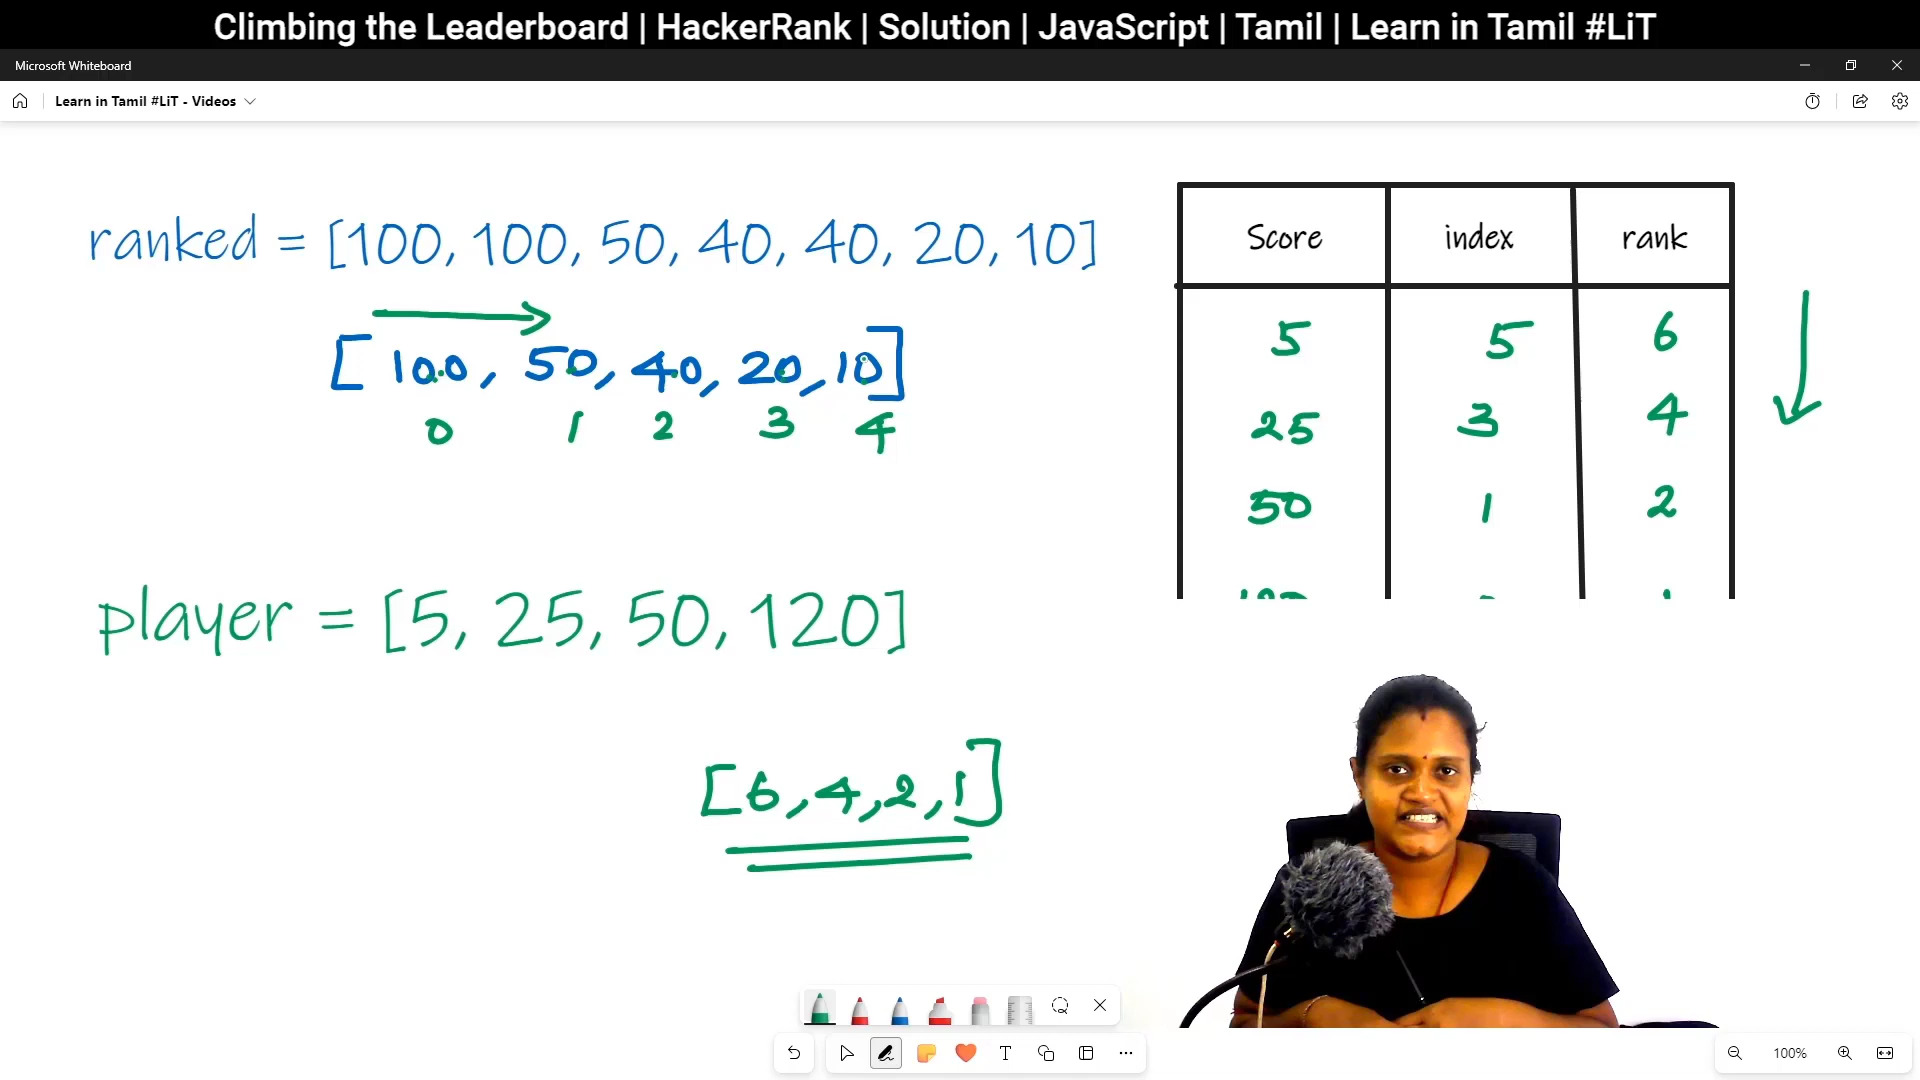 Climbing the Leaderboard | HackerRank | Solution | JavaScript | Tamil | Learn in Tamil #LiT
Microsoft Whiteboard
Learn in Tamil #LiT - Videos
ranked = [100, 100, 50, 40, 40, 20, 10]
[100, 50, 40, 20, 10]
0 1 2 3 4
player = [5, 25, 50, 120]
[6, 4, 2, 1]
Score index rank
5 5 6
25 3 4
50 1 2
T
100%